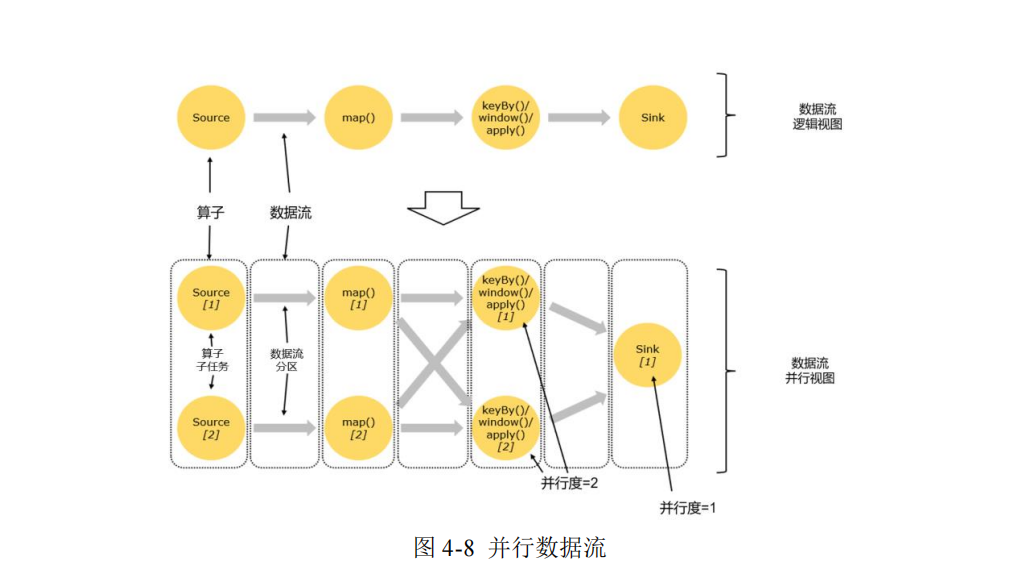 Source
map()
keyBy()/
window()/
apply()
Sink
数据流
逻辑视图
算子
数据流
Source
[1]
map()
[1]
keyBy()/
window()/
apply()
[1]
算子
子任务
数据流
分区
Sink
[1]
数据流
并行视图
Source
[2]
map()
[2]
keyBy()/
window()/
apply()
[2]
并行度=2
并行度=1
图 4-8 并行数据流